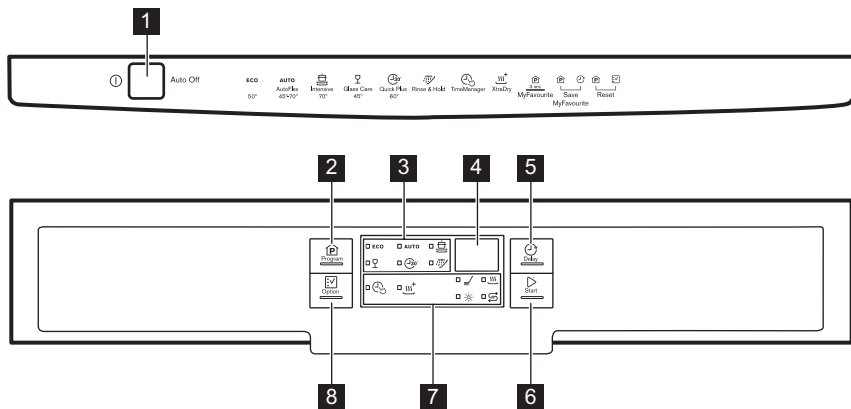 1
Auto Off
ECO
50°
AUTO
AutoFlex
45°-70°
Intensive
70°
Glass Care
45°
30'
Quick Plus
60°
Rinse & Hold
TimeManager
XtraDry
P
3 sec
MyFavourite
P
Save
MyFavourite
P
Reset
2
3
4
5
P
Program
ECO
AUTO
30'
Delay
Option
Start
8
7
6